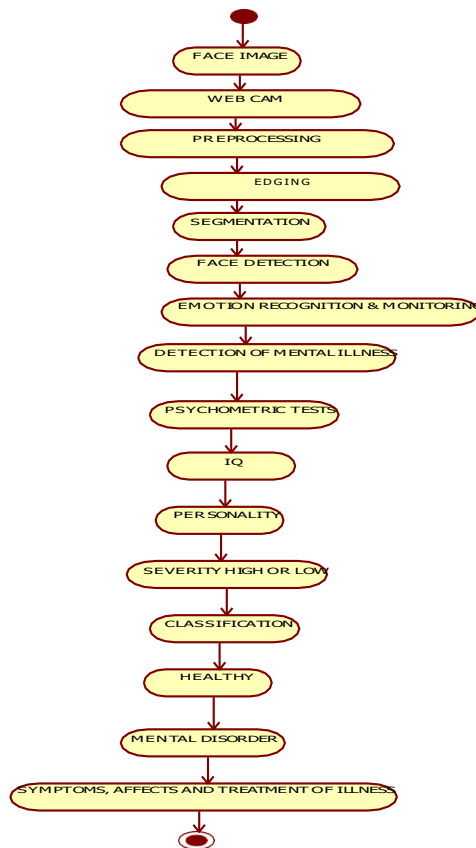 FACE IMAGE
WEB CAM
PREPROCESSING
EDGING
SEGMENTATION
FACE DETECTION
EMOTION RECOGNITION & MONITORING
DETECTION OF MENTAL ILLNESS
PSYCHOMETRIC TESTS
IQ
PERSONALITY
SEVERITY HIGH OR LOW
CLASSIFICATION
HEALTHY
MENTAL DISORDER
SYMPTOMS, AFFECTS AND TREATMENT OF ILLNESS